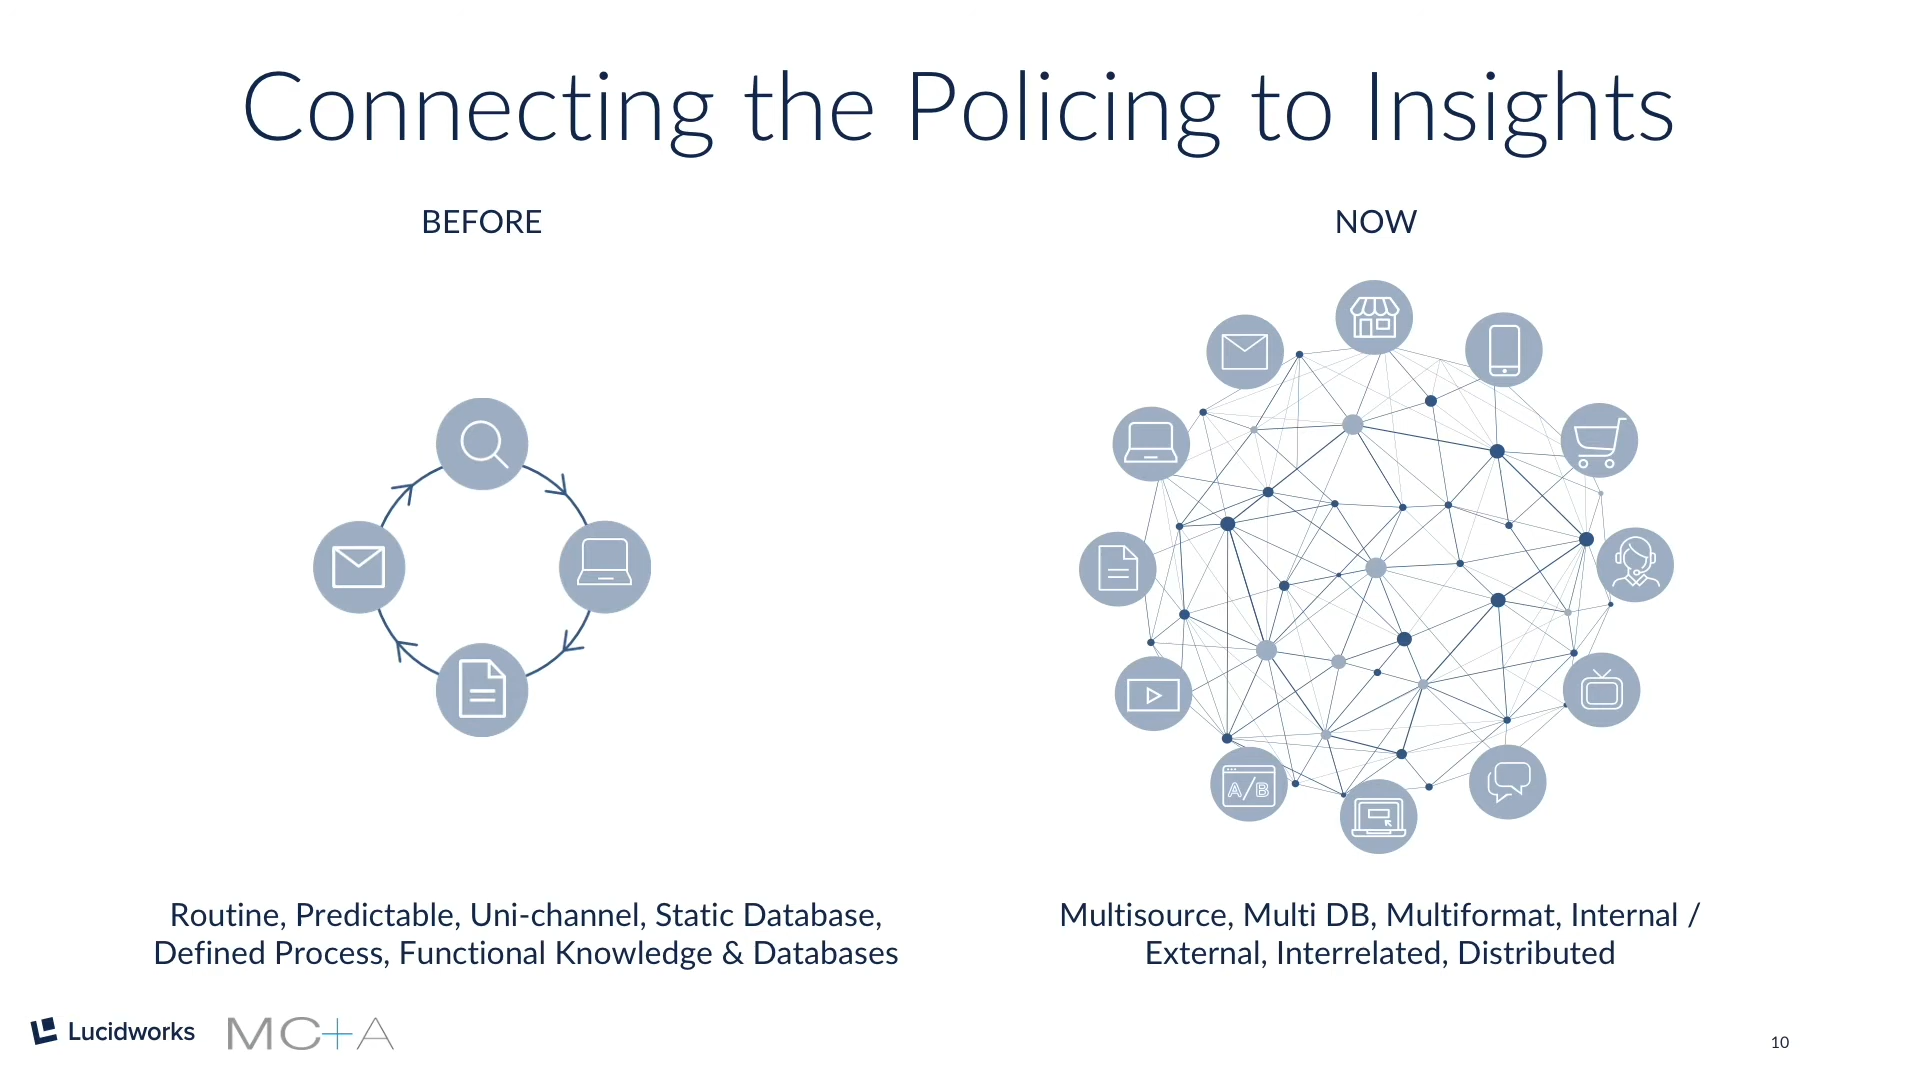 Connecting the Policing to Insights
BEFORE
NOW
A/B
Routine, Predictable, Uni-channel, Static Database,
Defined Process, Functional Knowledge & Databases
Multisource, Multi DB, Multiformat, Internal /
External, Interrelated, Distributed
Lucidworks
MC+A
10